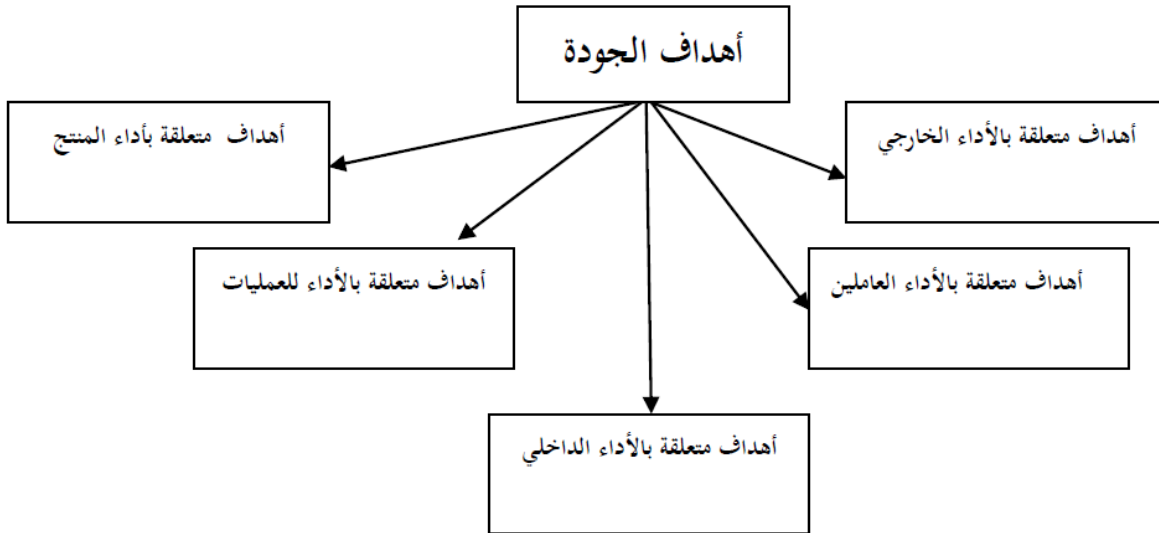 أهداف الجودة
أهداف متعلقة بالأداء الخارجي
أهداف متعلقة بأداء المنتج
أهداف متعلقة بالأداء العاملين
أهداف متعلقة بالأداء للعمليات
أهداف متعلقة بالأداء الداخلي